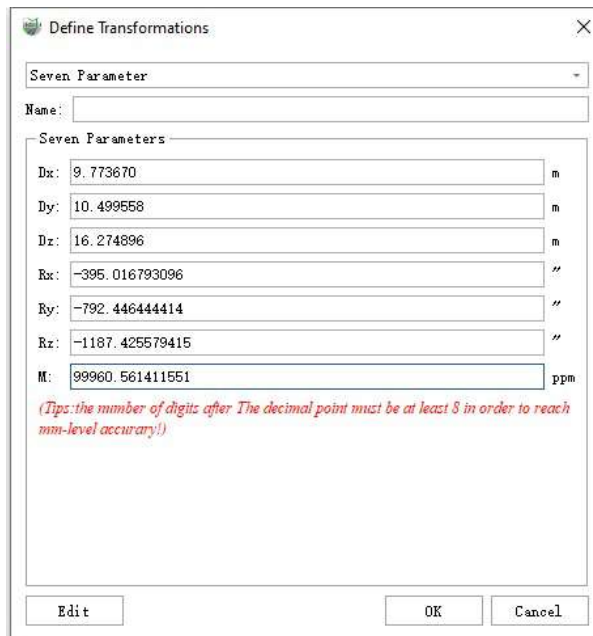 Define Transformations
Seven Parameter
Name:
Seven Parameters
Dx: 9.773670 m
Dy: 10.499558 m
Dz: 16.274896 m
Rx: -395.016793096 ″
Ry: -792.446444414 ″
Rz: -1187.425579415 ″
M: 99960.561411551 ppm
(Tips:the number of digits after The decimal point must be at least 8 in order to reach
mm-level accurary!)
Edit OK Cancel